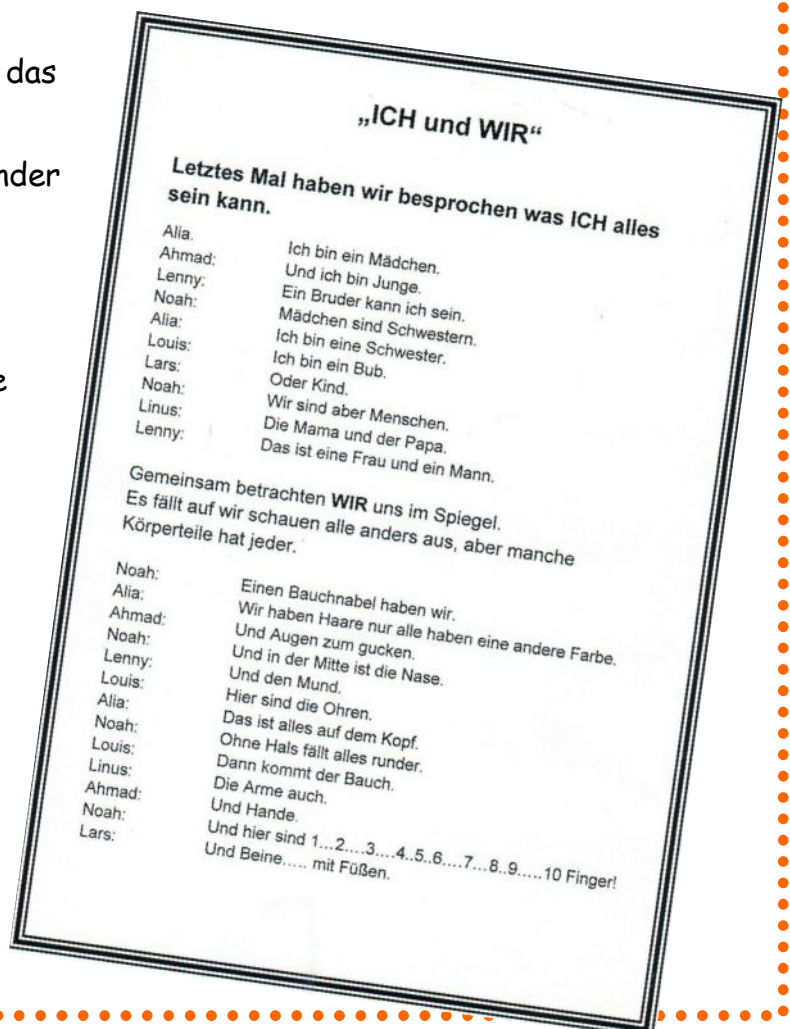 das
nder
e
„ICH und WIR“
Letztes Mal haben wir besprochen was ICH alles
sein kann.
Alia. Ich bin ein Mädchen.
Ahmad: Und ich bin Junge.
Lenny: Ein Bruder kann ich sein.
Noah: Mädchen sind Schwestern.
Alia: Ich bin eine Schwester.
Louis: Ich bin ein Bub.
Lars: Oder Kind.
Noah: Wir sind aber Menschen.
Linus: Die Mama und der Papa.
Lenny: Das ist eine Frau und ein Mann.
Gemeinsam betrachten WIR uns im Spiegel.
Es fällt auf wir schauen alle anders aus, aber manche
Körperteile hat jeder.
Noah: Einen Bauchnabel haben wir.
Alia: Wir haben Haare nur alle haben eine andere Farbe.
Ahmad: Und Augen zum gucken.
Noah: Und in der Mitte ist die Nase.
Lenny: Und den Mund.
Louis: Hier sind die Ohren.
Alia: Das ist alles auf dem Kopf.
Noah: Ohne Hals fällt alles runder.
Louis: Dann kommt der Bauch.
Linus: Die Arme auch.
Ahmad: Und Hande.
Noah: Und hier sind 1...2....3....4..5..6....7...8..9.....10 Finger!
Lars: Und Beine..... mit Füßen.